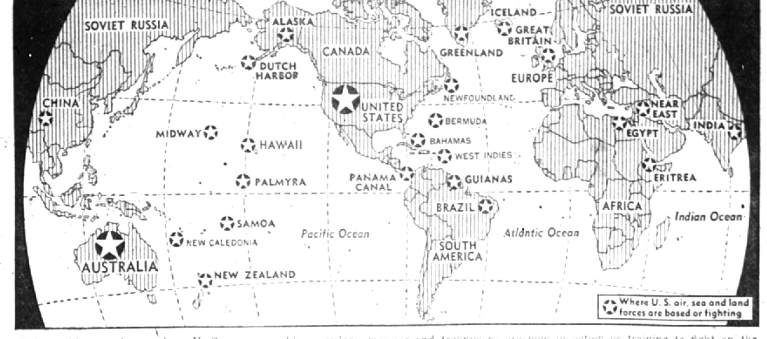 SOVIET RUSSIA
ALASKA
ICELAND
SOVIET RUSSIA
GREAT
BRITAIN
CANADA
GREENLAND
DUTCH
HARBOR
EUROPE
CHINA
UNITED
STATES
NEWFOUNDLAND
NEAR
EAST
MIDWAY
BERMUDA
EGYPT
INDIA
HAWAII
BAHAMAS
WEST INDIES
PALMYRA
PANAMA
CANAL
GUIANAS
ERITREA
BRAZIL
AFRICA
Indian Ocean
SAMOA
Pacific Ocean
Atlantic Ocean
NEW CALEDONIA
SOUTH
AMERICA
AUSTRALIA
NEW ZEALAND
Where U. S. air, sea and land
forces are based or fighting